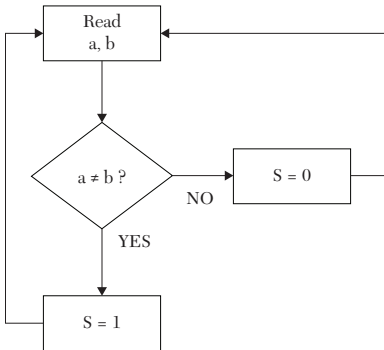 Read
a, b
a ≠ b ?
NO
S = 0
YES
S = 1